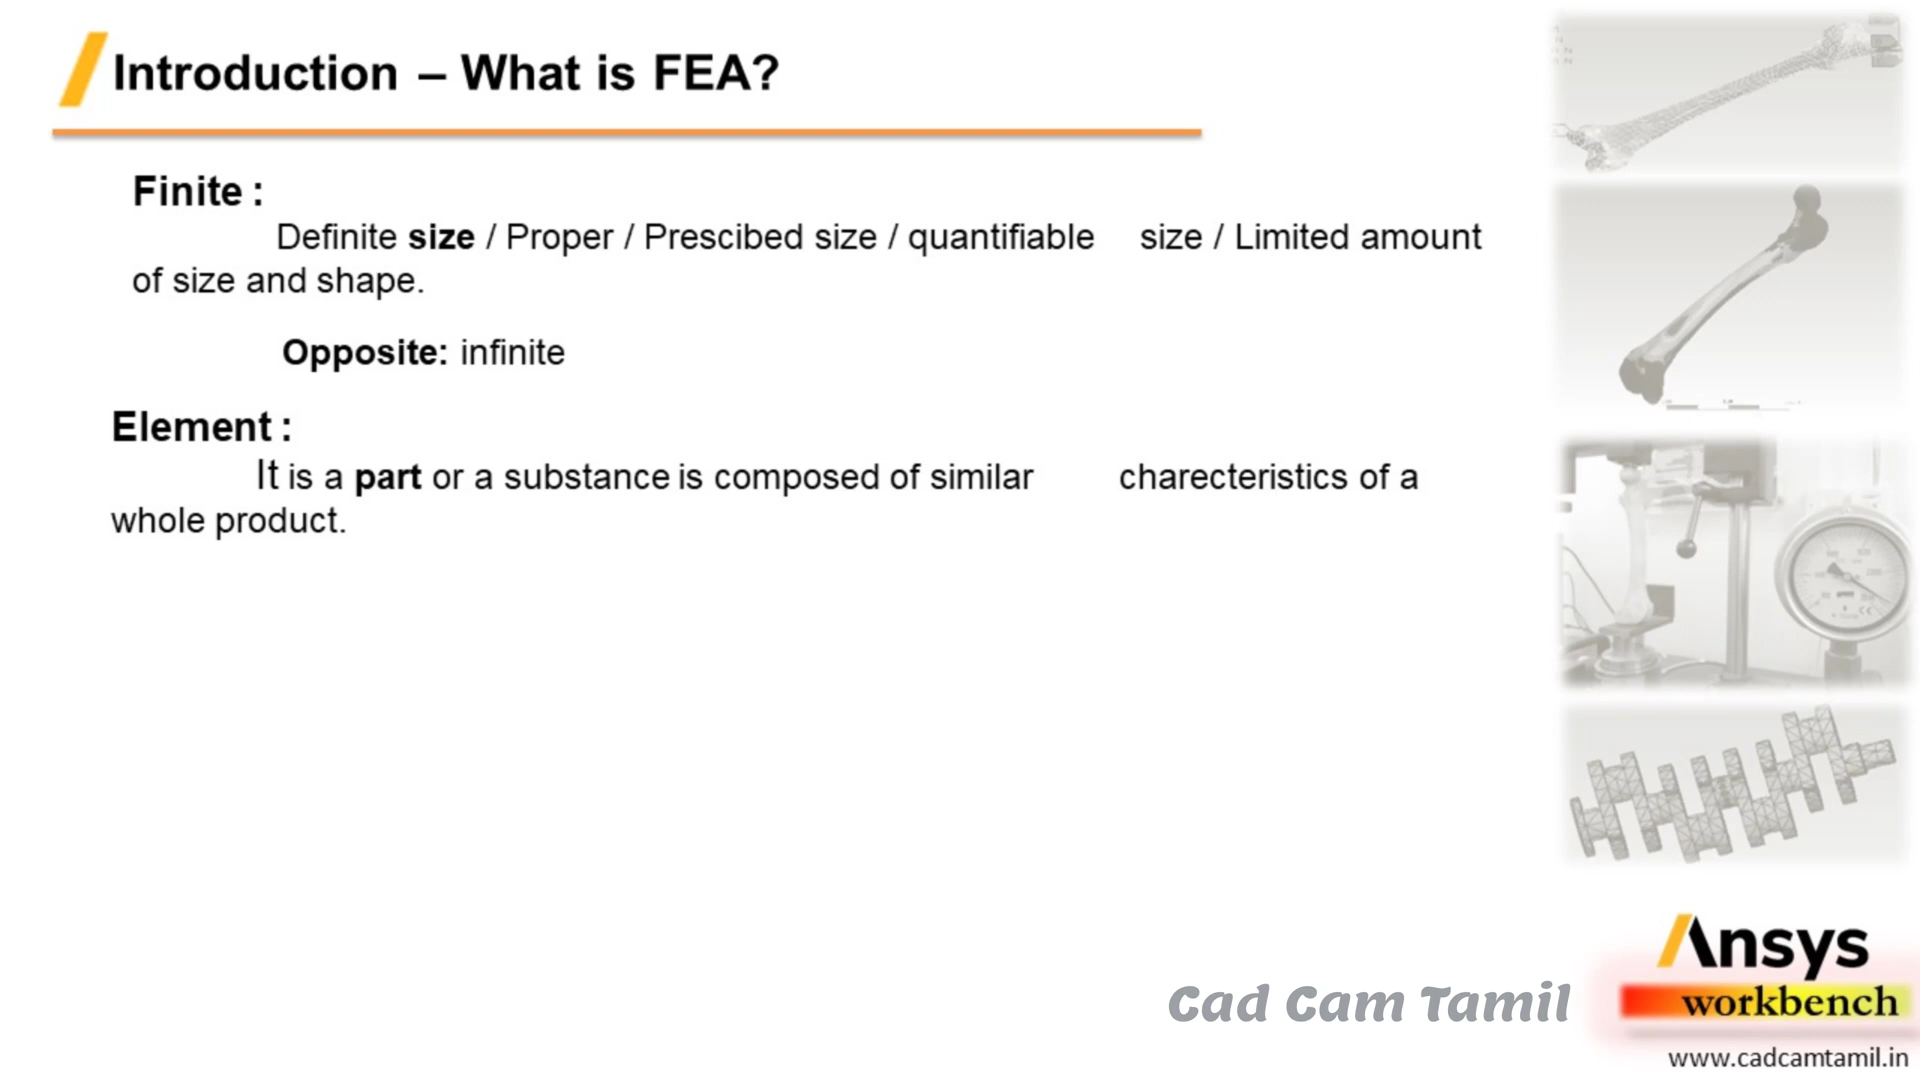 Introduction – What is FEA?
Finite :
Definite size / Proper / Prescibed size / quantifiable size / Limited amount
of size and shape.
Opposite: infinite
Element :
It is a part or a substance is composed of similar charecteristics of a
whole product.
Ansys
Cad Cam Tamil
workbench
www.cadcamtamil.in